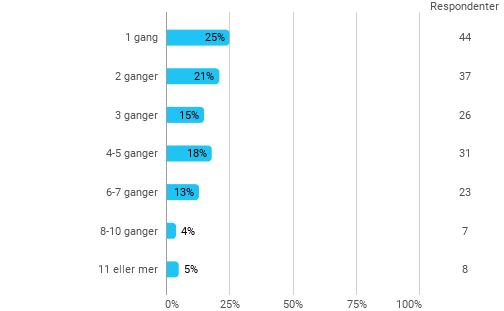 Respondenter
1 gang 25% 44
2 ganger 21% 37
3 ganger 15% 26
4-5 ganger 18% 31
6-7 ganger 13% 23
8-10 ganger 4% 7
11 eller mer 5% 8
0% 25% 50% 75% 100%